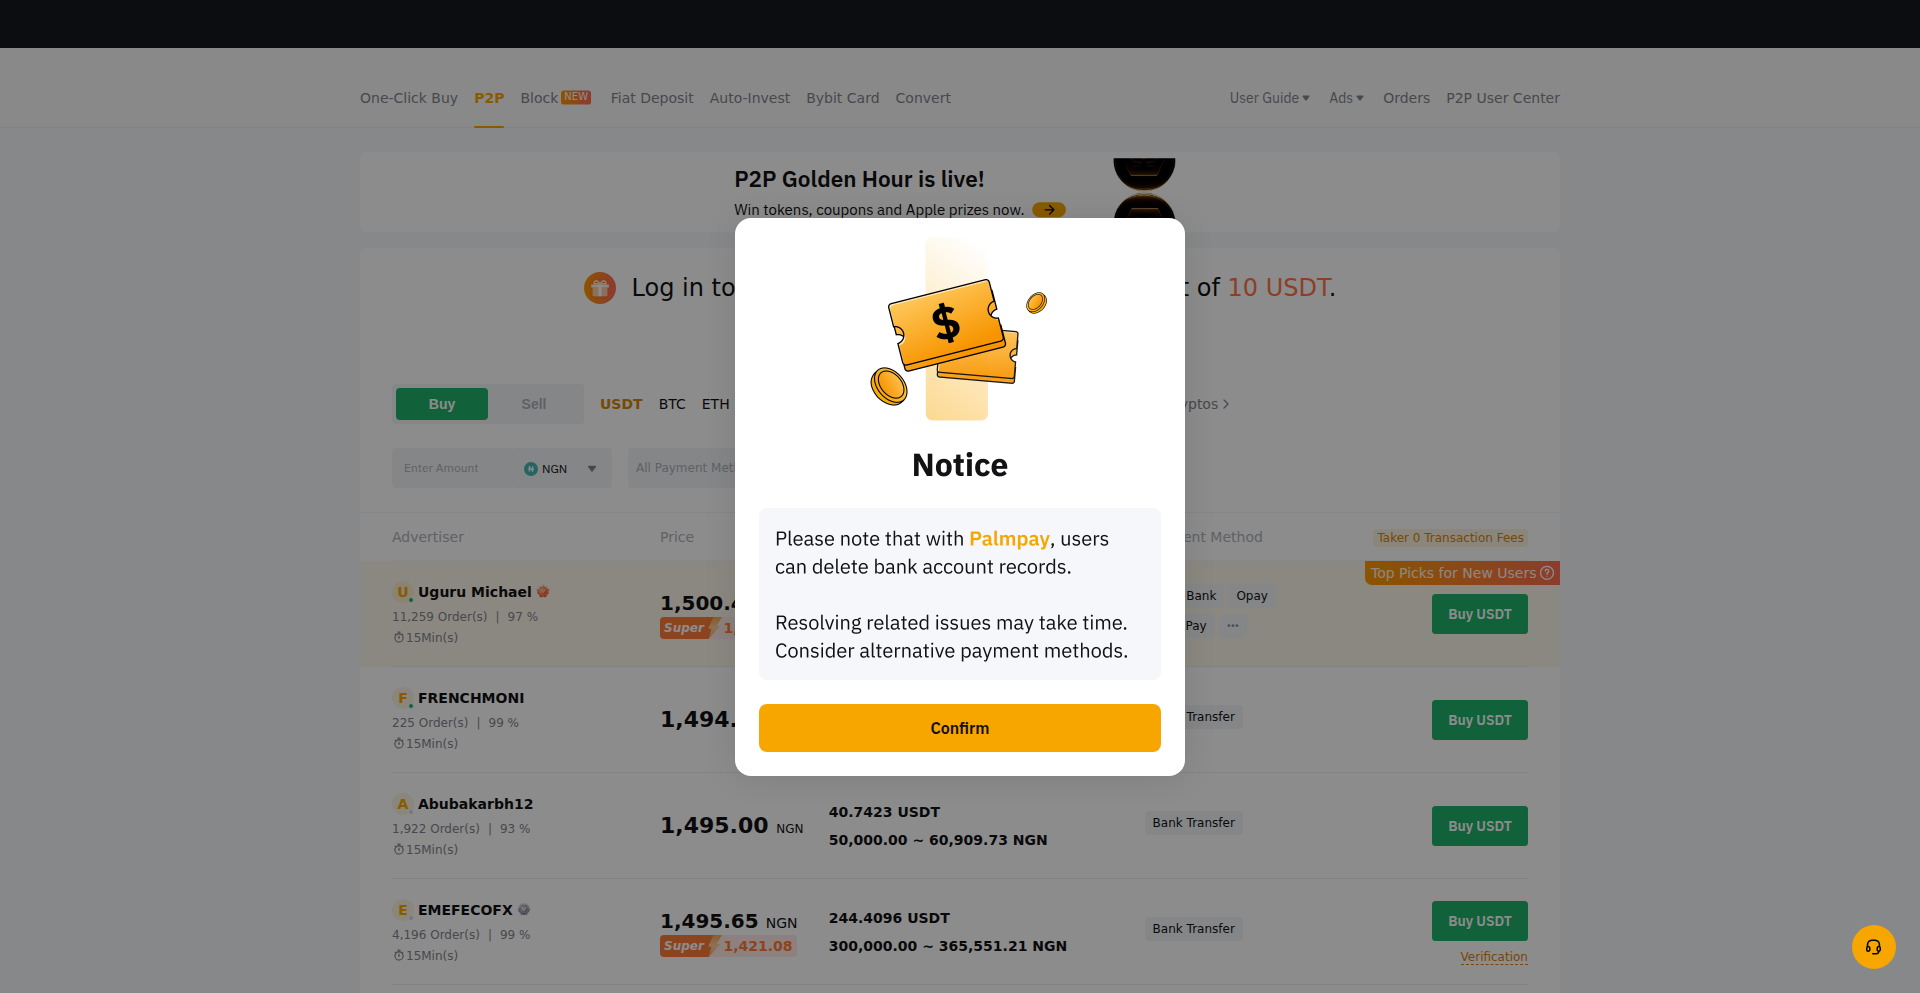 One-Click Buy P2P Block NEW Fiat Deposit Auto-Invest Bybit Card Convert User Guide Ads Orders P2P User Center
P2P Golden Hour is live!
Win tokens, coupons and Apple prizes now.
Log in to of 10 USDT.
Buy Sell USDT BTC ETH yptos
Enter Amount NGN All Payment Met
Notice
Please note that with Palmpay, users
can delete bank account records.
Resolving related issues may take time.
Consider alternative payment methods.
Confirm
Advertiser Price ent Method Taker 0 Transaction Fees
Top Picks for New Users
U Uguru Michael
11,259 Order(s) | 97 %
15Min(s)
1,500.
Super 1,
Bank Opay
Pay ...
Buy USDT
F FRENCHMONI
225 Order(s) | 99 %
15Min(s)
1,494.
Transfer
Buy USDT
A Abubakarbh12
1,922 Order(s) | 93 %
15Min(s)
1,495.00 NGN
40.7423 USDT
50,000.00 ~ 60,909.73 NGN
Bank Transfer
Buy USDT
E EMEFECOFX
4,196 Order(s) | 99 %
15Min(s)
1,495.65 NGN
Super 1,421.08
244.4096 USDT
300,000.00 ~ 365,551.21 NGN
Bank Transfer
Buy USDT
Verification